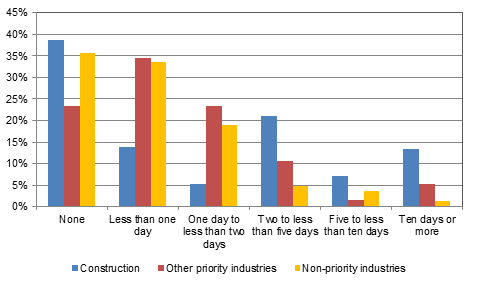 45%
40%
35%
30%
25%
20%
15%
10%
5%
0%
None
Less than one
day
One day to
less than two
days
Two to less
than five days
Five to less
than ten days
Ten days or
more
Construction
Other priority industries
Non-priority industries